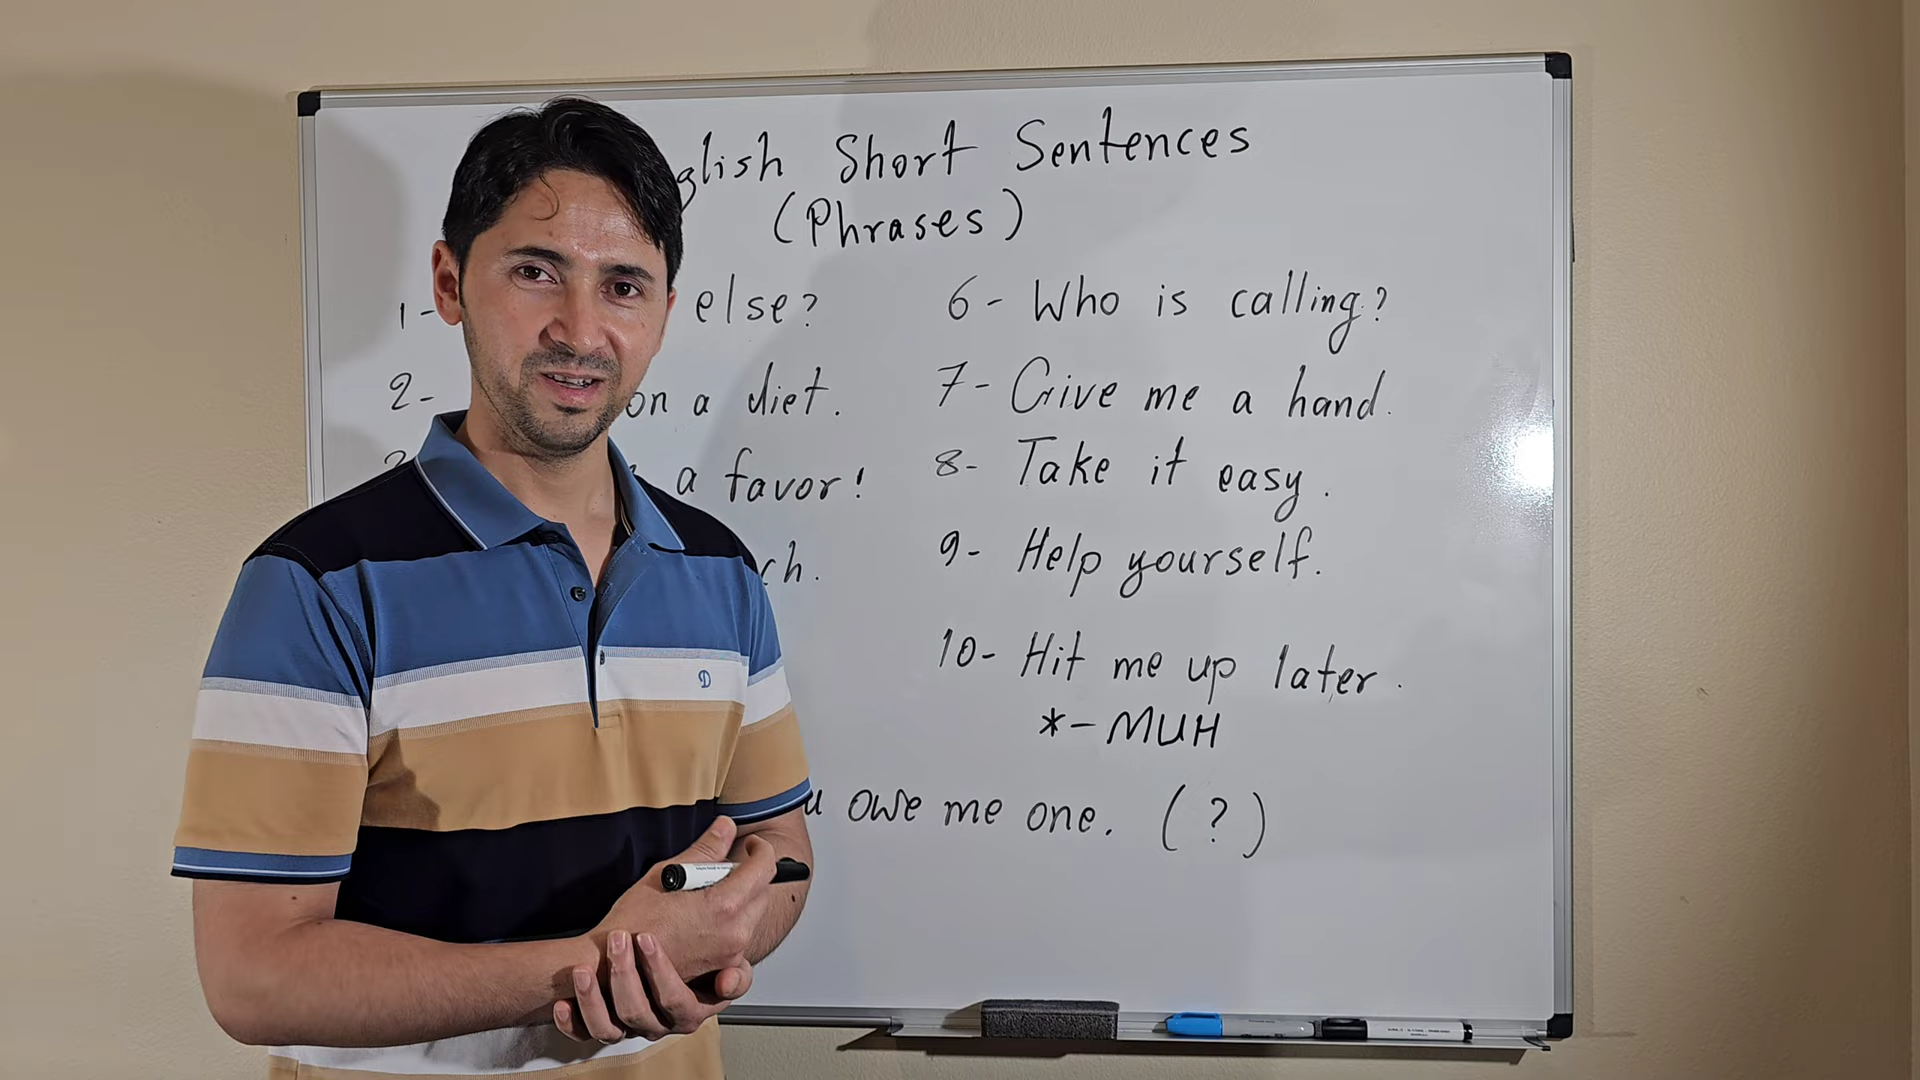 glish Short Sentences
(Phrases)
1- else?
2- on a diet.
a favor!
ch.
6- Who is calling?
7- Give me a hand.
8- Take it easy.
9- Help yourself.
10- Hit me up later.
*- MUH
u owe me one. (?)
D